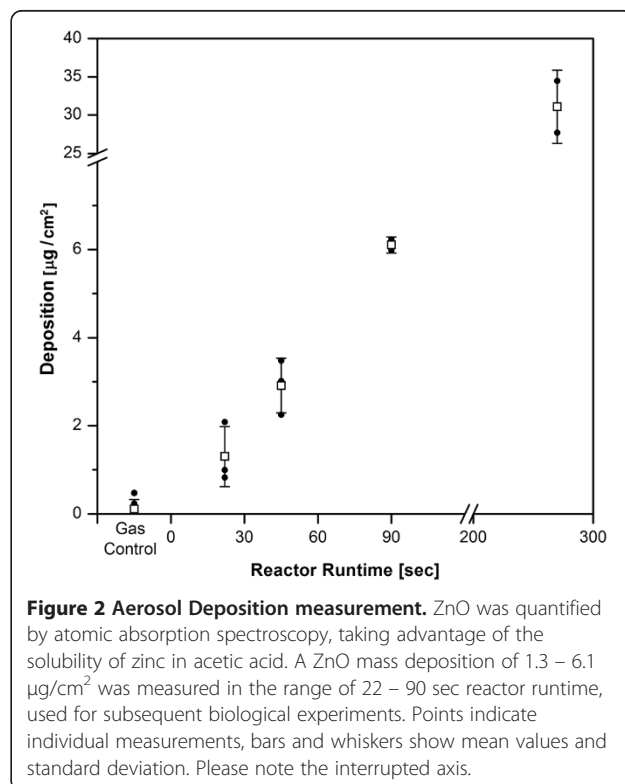 40
35
30
25
6
4
2
0
Deposition [µg/cm²]
Gas
Control
0
30
60
90
200
300
Reactor Runtime [sec]
Figure 2 Aerosol Deposition measurement. ZnO was quantified
by atomic absorption spectroscopy, taking advantage of the
solubility of zinc in acetic acid. A ZnO mass deposition of 1.3 – 6.1
µg/cm² was measured in the range of 22 – 90 sec reactor runtime,
used for subsequent biological experiments. Points indicate
individual measurements, bars and whiskers show mean values and
standard deviation. Please note the interrupted axis.